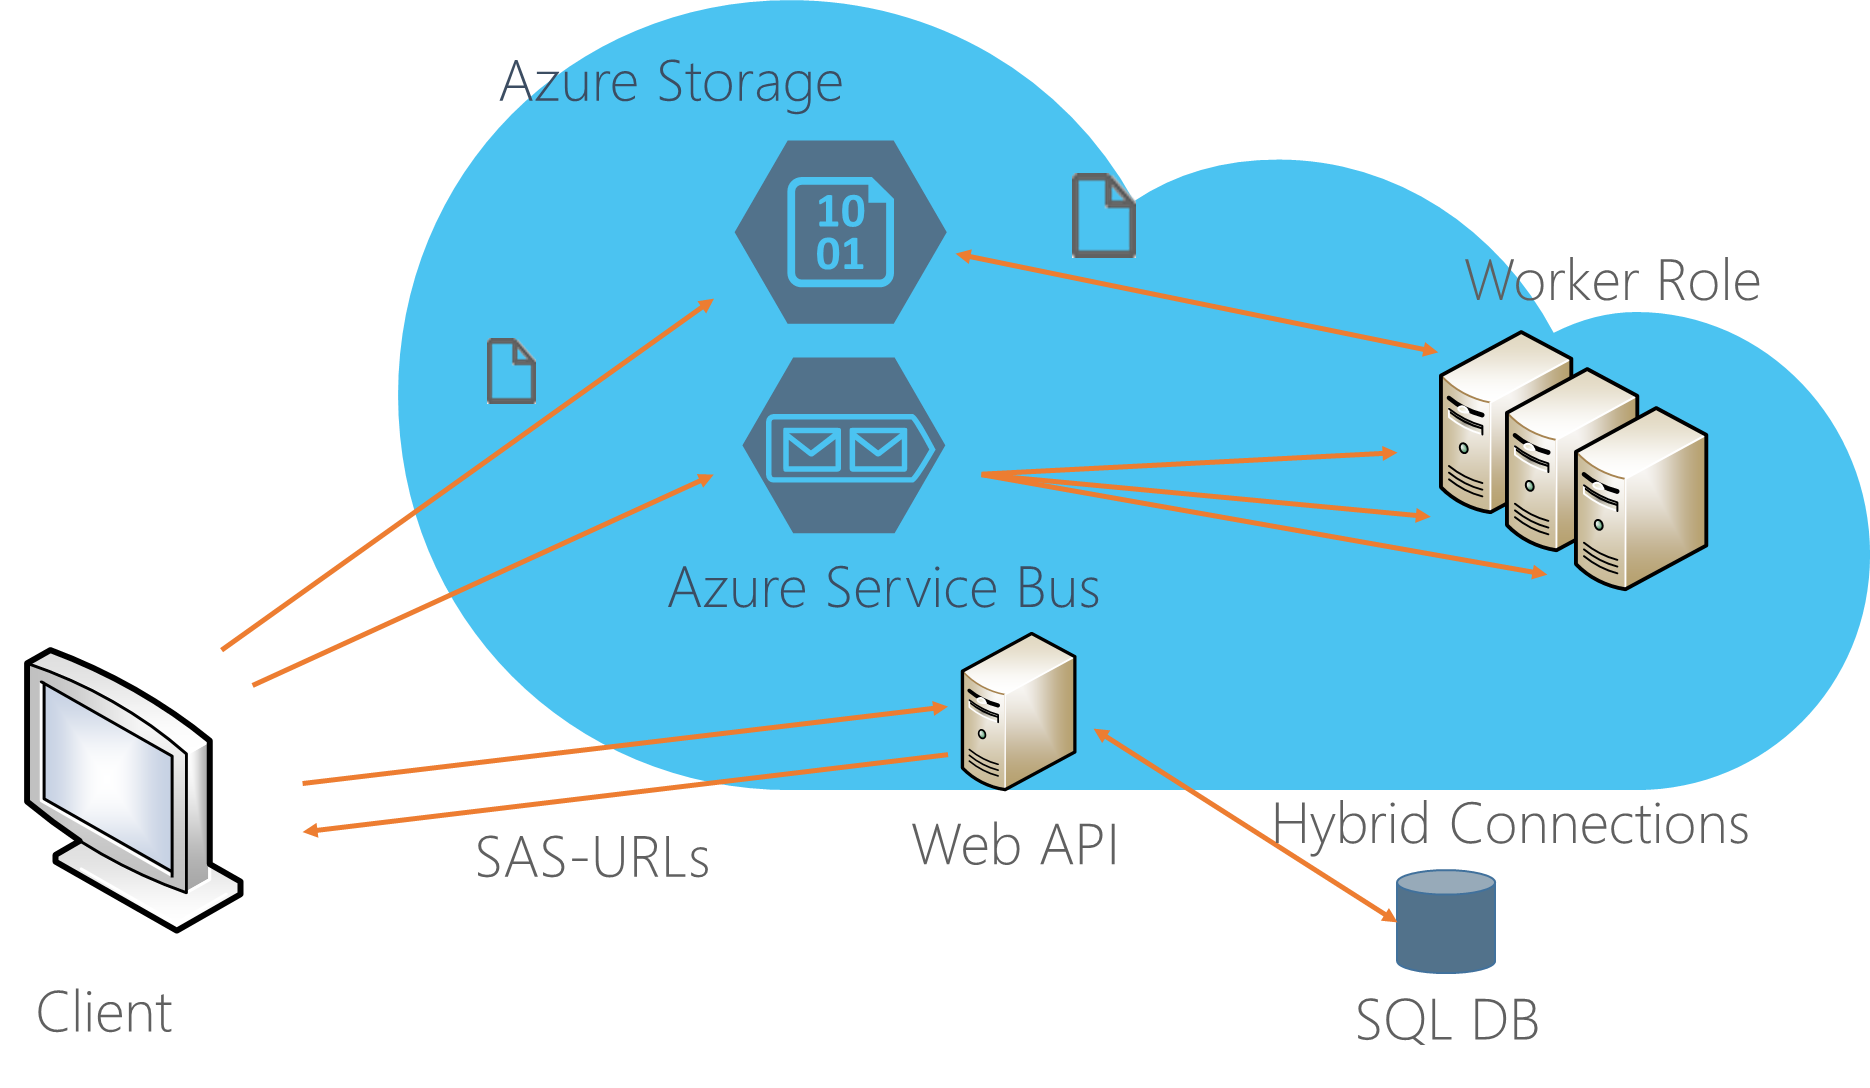 Azure Storage
10
01
Worker Role
Azure Service Bus
SAS-URLs
Web API
Hybrid Connections
Client
SQL DB